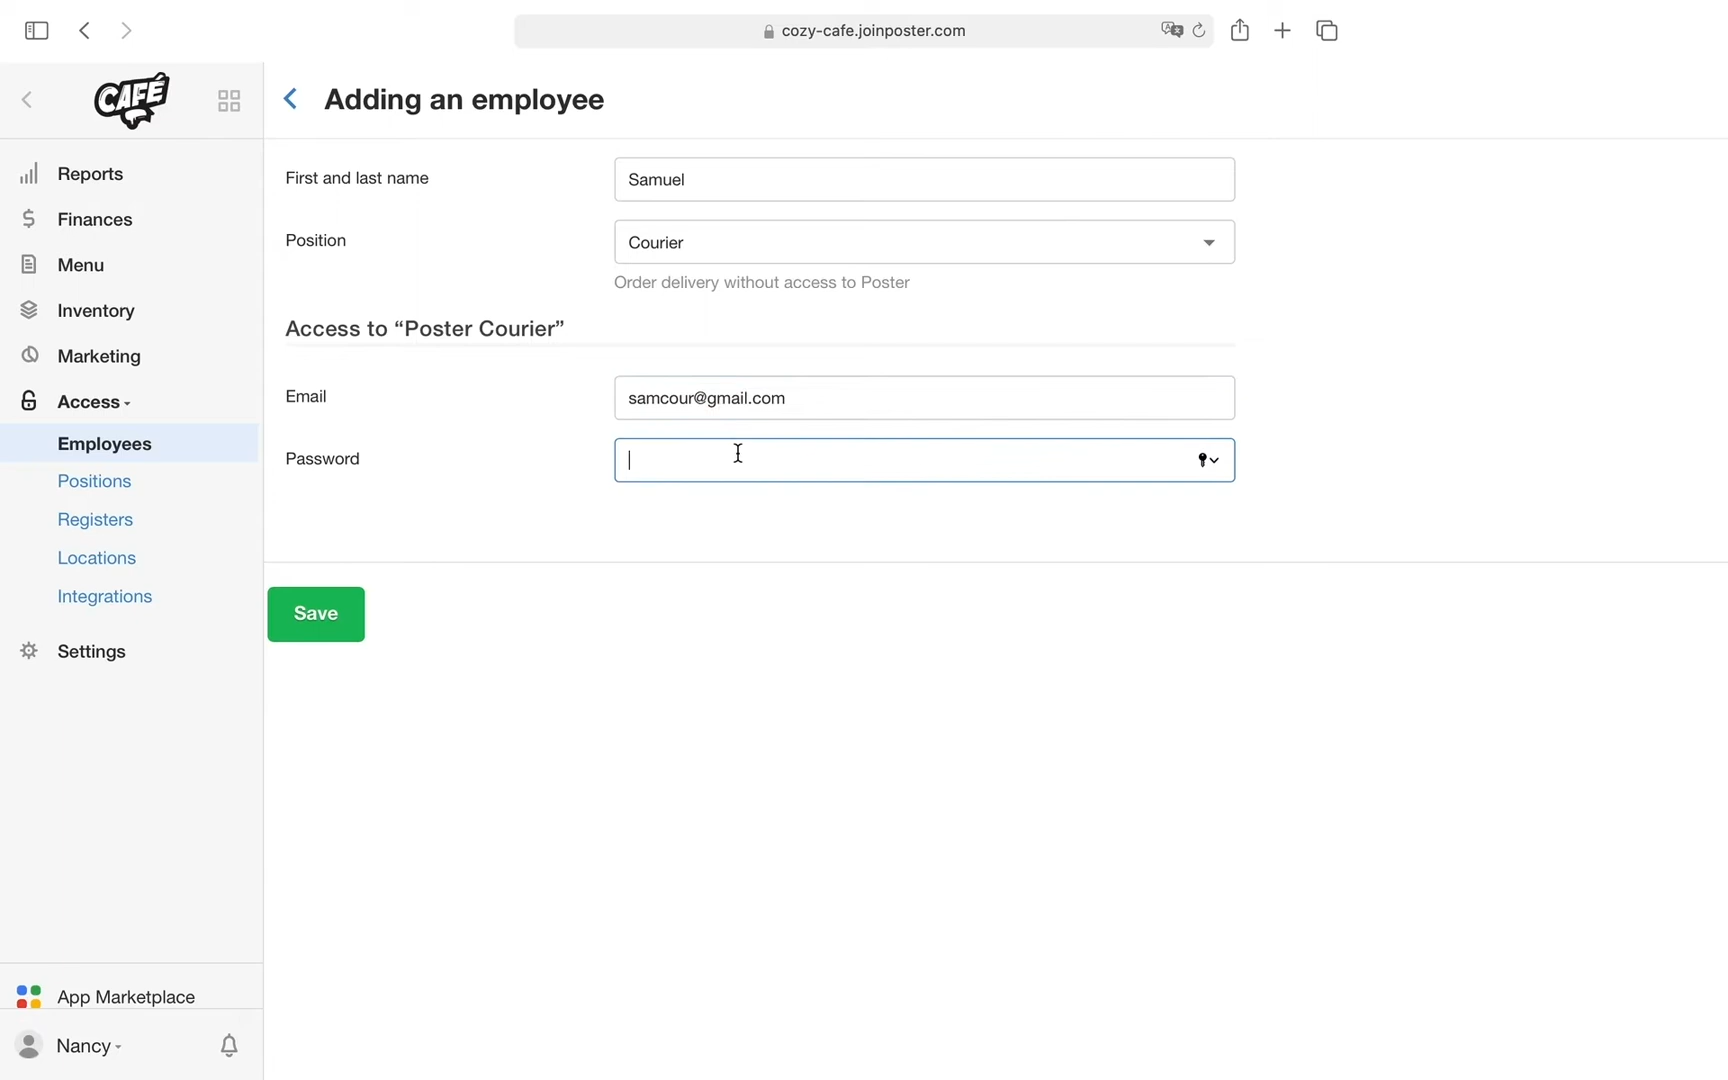 cozy-cafe.joinposter.com
CAFÉ
Adding an employee
Reports
Finances
Menu
Inventory
Marketing
Access
Employees
Positions
Registers
Locations
Integrations
Settings
First and last name
Samuel
Position
Courier
Order delivery without access to Poster
Access to “Poster Courier”
Email
samcour@gmail.com
Password
Save
App Marketplace
Nancy